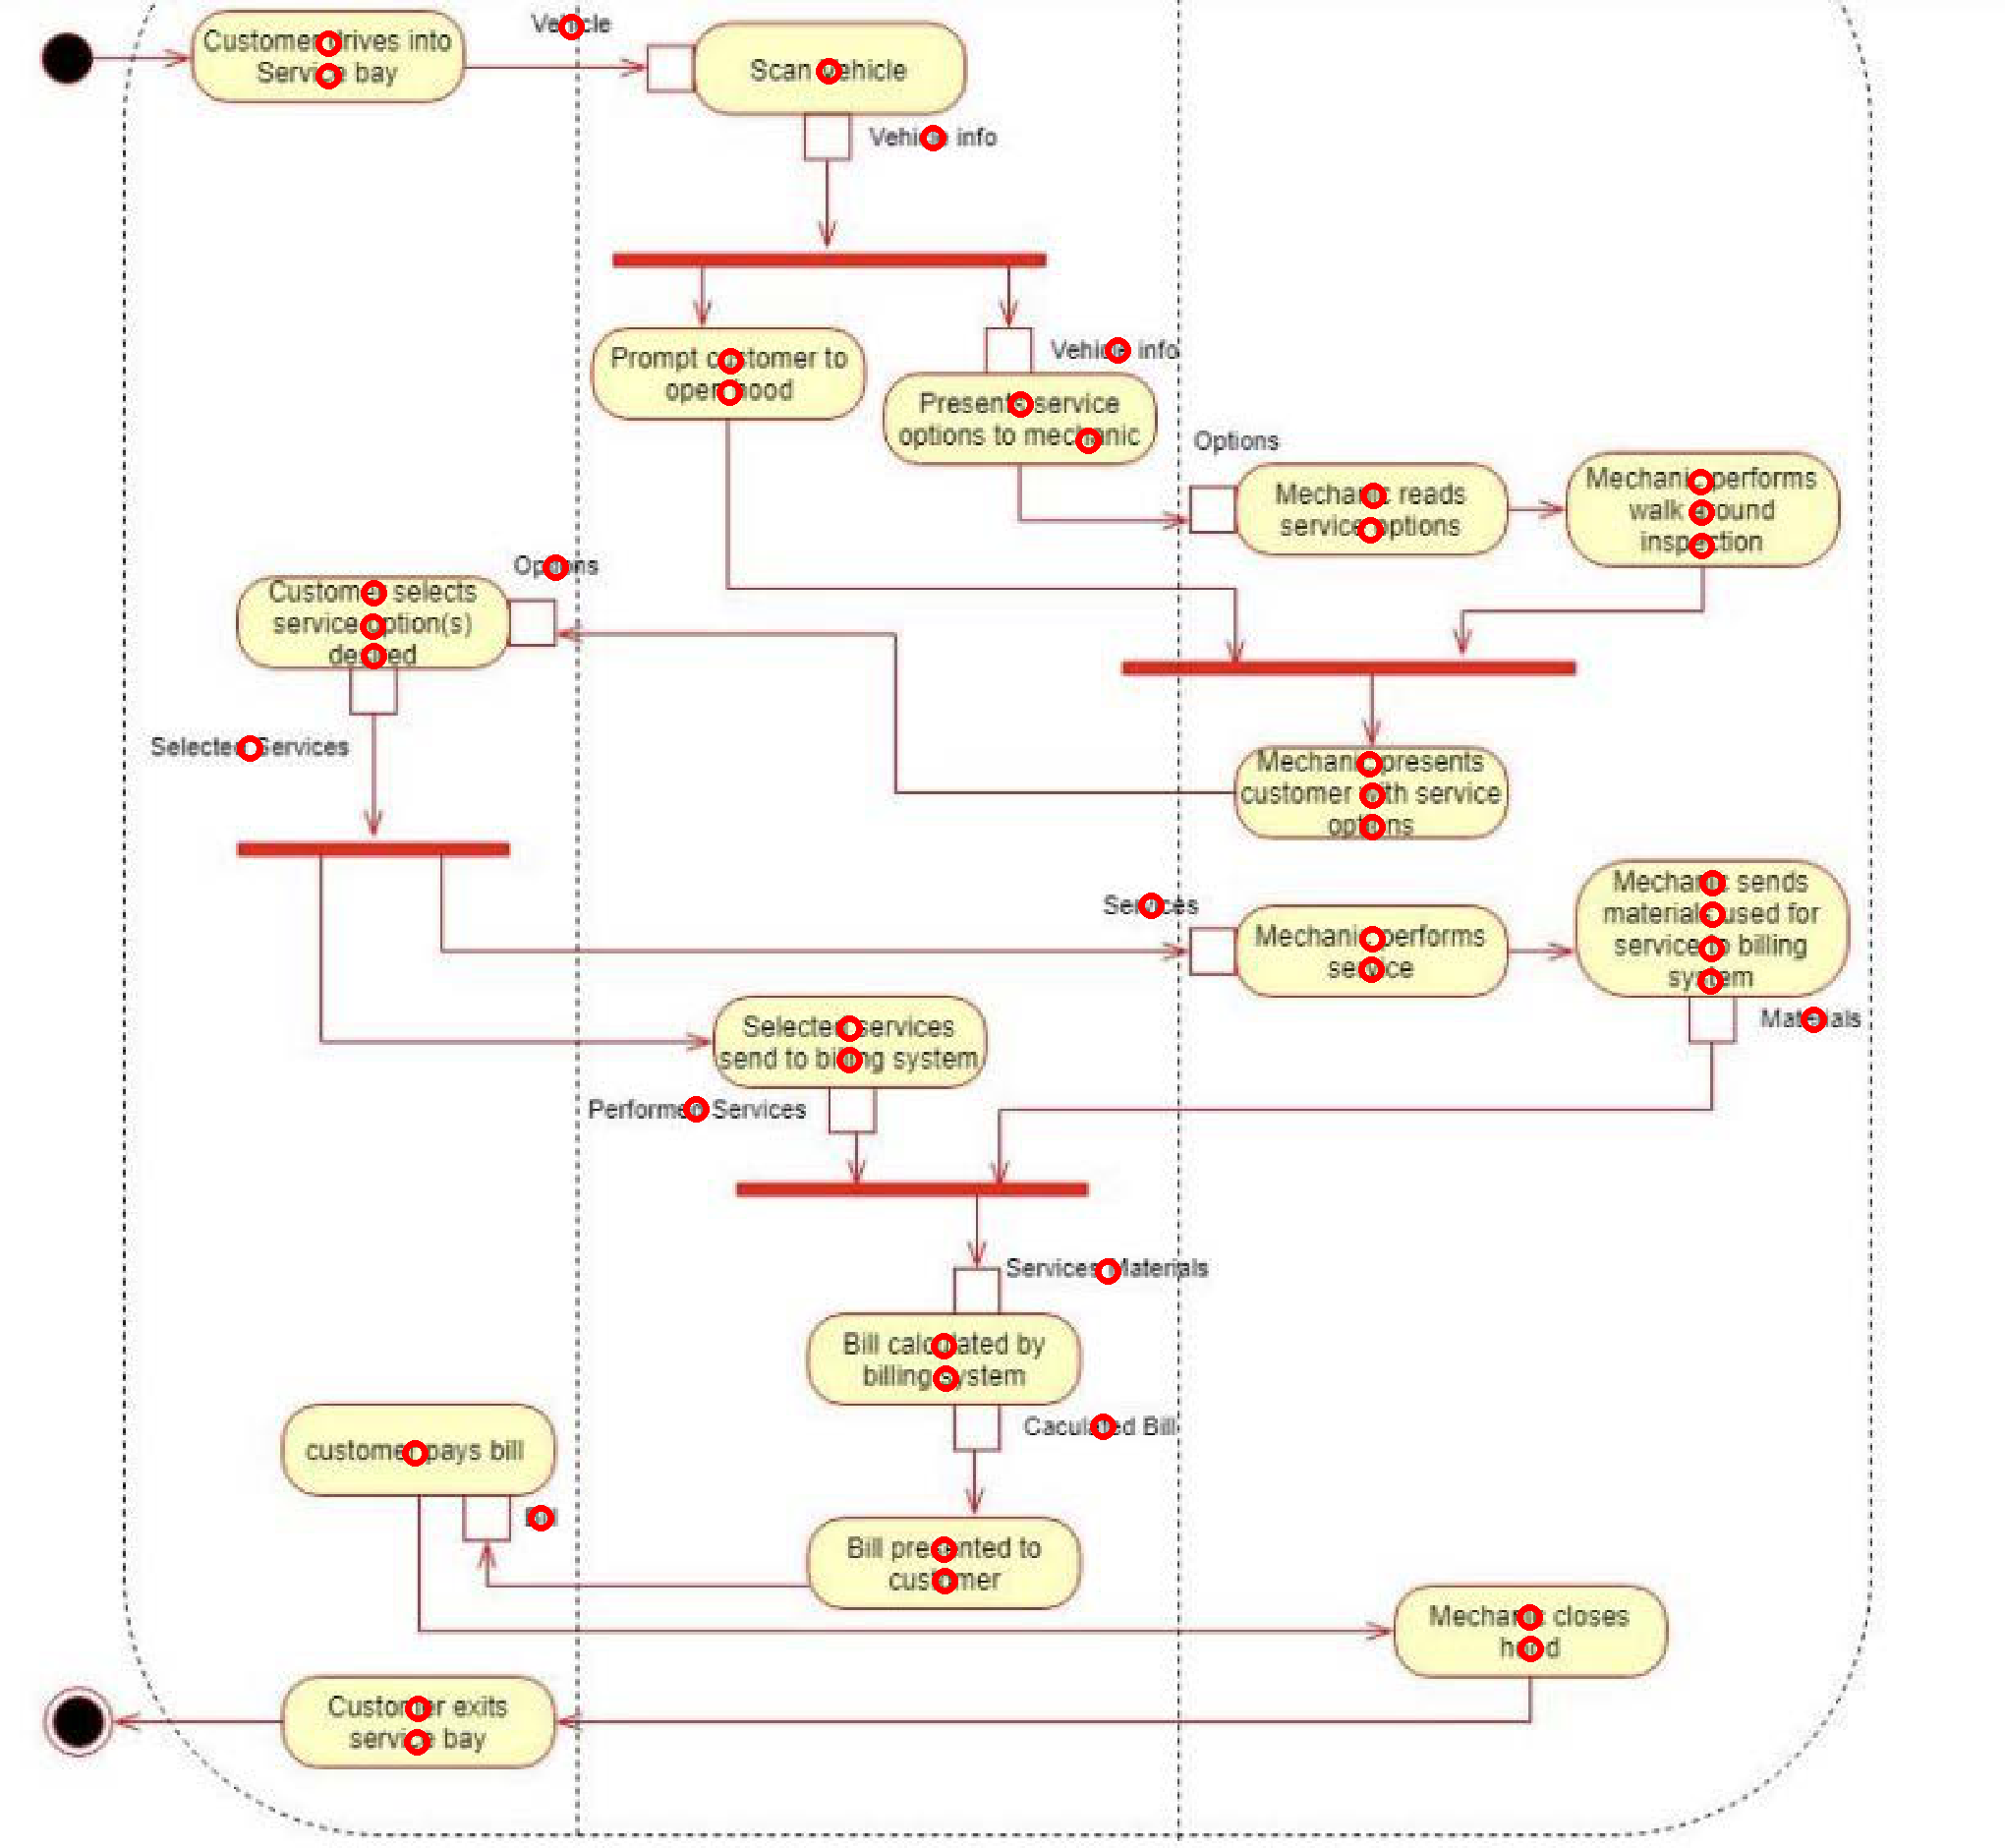 Vehicle
Customer drives into
Service bay
Scan Vehicle
Vehicle info
Prompt customer to
open hood
Vehicle info
Presents service
options to mechanic
Options
Mechanic reads
service options
Mechanic performs
walk around
inspection
Options
Customer selects
service option(s)
desired
Selected Services
Mechanic presents
customer with service
options
Services
Mechanic performs
service
Mechanic sends
materials used for
service to billing
system
Materials
Selected services
send to billing system
Performed Services
Services Materials
Bill calculated by
billing system
Caculated Bill
customer pays bill
Bill
Bill presented to
customer
Mechanic closes
hood
Customer exits
service bay